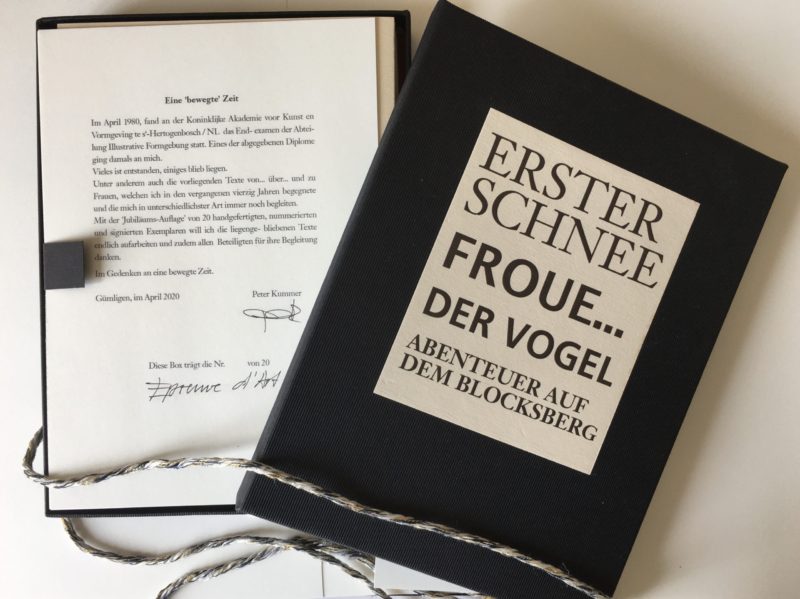 Eine 'bewegte' Zeit
Im April 1980, fand an der Koninklijke Akademie voor Kunst en
Vormgeving te s'-Hertogenbosch / NL das End- examen der Abtei-
lung Illustrative Formgebung statt. Eines der abgegebenen Diplome
ging damals an mich.
Vieles ist entstanden, einiges blieb liegen.
Unter anderem auch die vorliegenden Texte von... über... und zu
Frauen, welchen ich in den vergangenen vierzig Jahren begegnete
und die mich in unterschiedlichster Art immer noch begleiten.
Mit der 'Jubiläums-Auflage' von 20 handgefertigten, nummerierten
und signierten Exemplaren will ich die liegenge- bliebenen Texte
endlich aufarbeiten und zudem allen Beteiligten für ihre Begleitung
danken.
Im Gedenken an eine bewegte Zeit.
Gümligen, im April 2020 Peter Kummer
Diese Box trägt die Nr. von 20
Epreuve d'Art
ERSTER
SCHNEE
FROUE...
DER VOGEL
ABENTEUER AUF
DEM BLOCKSBERG